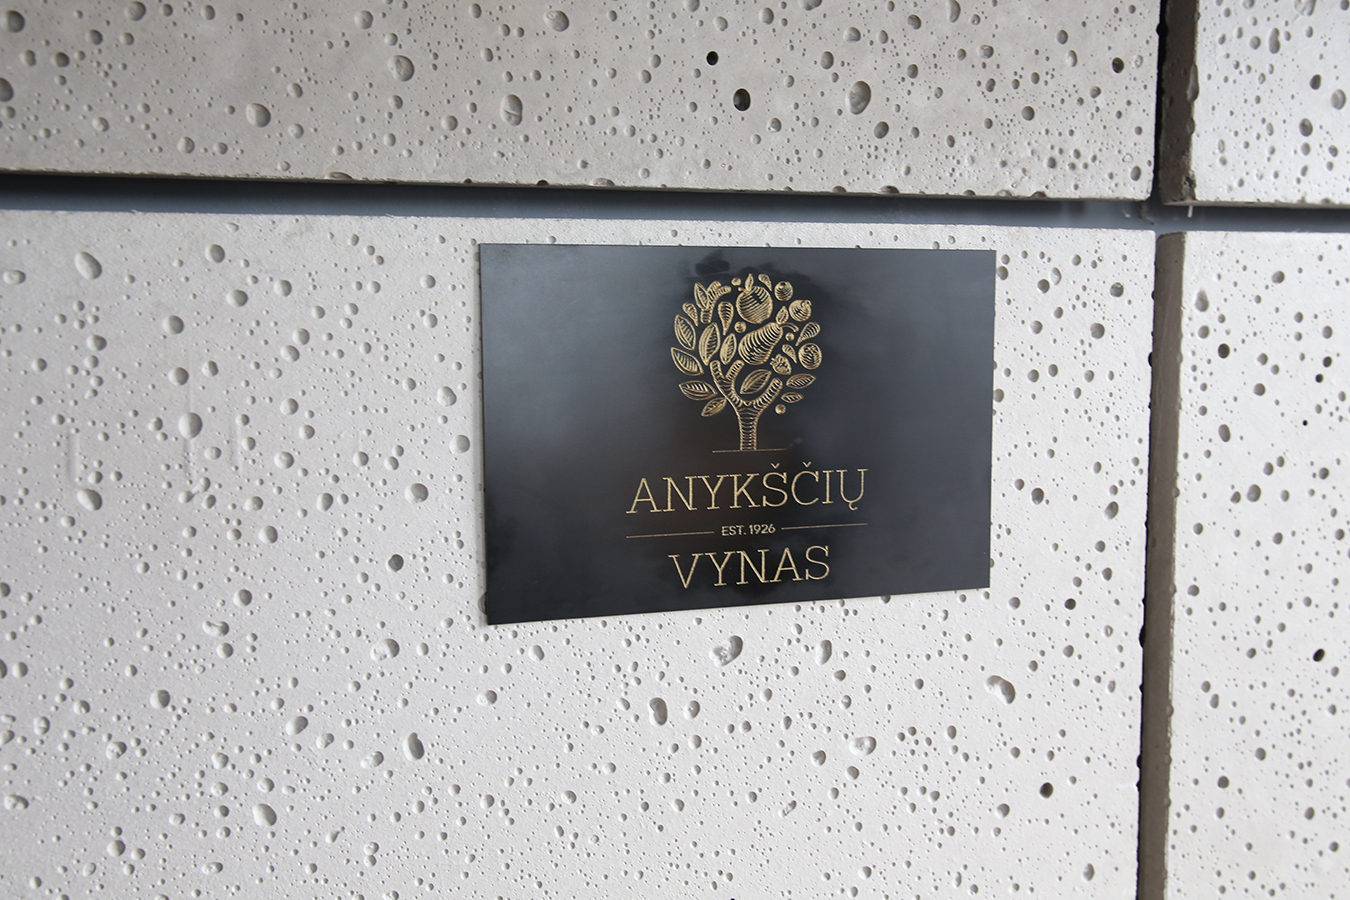 ANYKŠČIŲ
EST. 1926
VYNAS